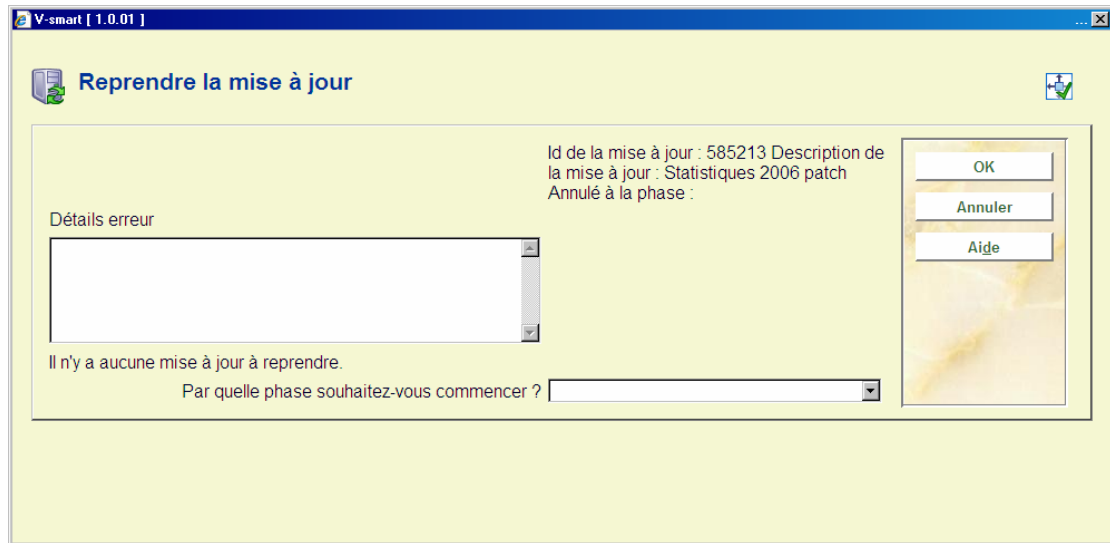 V-smart [ 1.0.01 ]
...
Reprendre la mise à jour
Id de la mise à jour : 585213 Description de
la mise à jour : Statistiques 2006 patch
Annulé à la phase :
OK
Annuler
Aide
Détails erreur
Il n'y a aucune mise à jour à reprendre.
Par quelle phase souhaitez-vous commencer ?